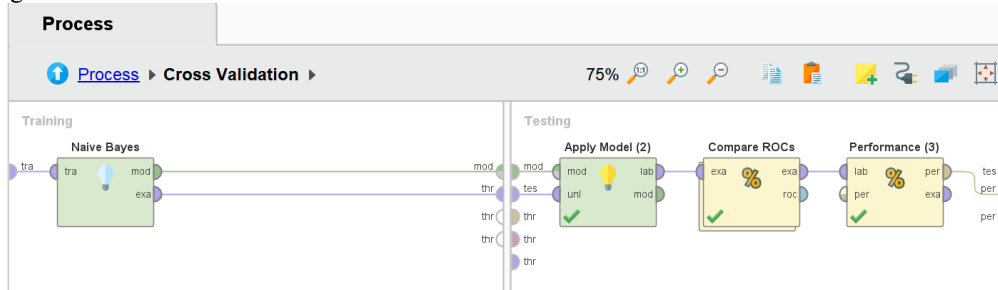 Process
Process ▸ Cross Validation ▸
75%
Training
Testing
Naive Bayes
Apply Model (2)
Compare ROCs
Performance (3)
tra
tra
mod
exa
mod
thr
thr
thr
mod
tes
thr
thr
thr
mod
unl
lab
mod
exa
exa
roc
lab
per
per
exa
tes
per
per